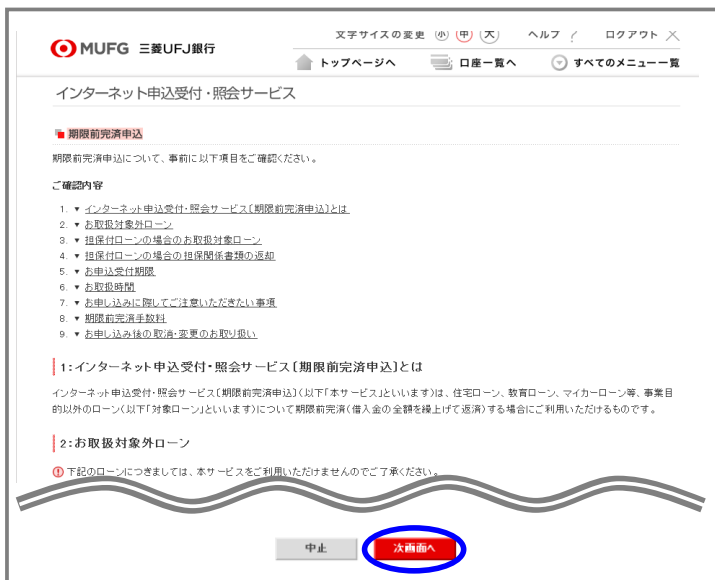 文字サイズの変更 小 中 大 ヘルプ ? ログアウト
MUFG 三菱UFJ銀行
トップページへ 口座一覧へ すべてのメニュー一覧
インターネット申込受付・照会サービス
期限前完済申込
期限前完済申込について、事前に以下項目をご確認ください。
ご確認内容
1. ▼ インターネット申込受付・照会サービス〔期限前完済申込〕とは
2. ▼ お取扱対象外ローン
3. ▼ 担保付ローンの場合のお取扱対象ローン
4. ▼ 担保付ローンの場合の担保関係書類の返却
5. ▼ お申込受付期限
6. ▼ お取扱時間
7. ▼ お申し込みに際してご注意いただきたい事項
8. ▼ 期限前完済手数料
9. ▼ お申し込み後の取消・変更のお取り扱い
1:インターネット申込受付・照会サービス〔期限前完済申込〕とは
インターネット申込受付・照会サービス〔期限前完済申込〕(以下「本サービス」といいます)は、住宅ローン、教育ローン、マイカーローン等、事業目
的以外のローン(以下「対象ローン」といいます)について期限前完済(借入金の全額を繰上げて返済)する場合にご利用いただけるものです。
2:お取扱対象外ローン
! 下記のローンにつきましては、本サービスをご利用いただけませんのでご了承ください。
中止 次画面へ